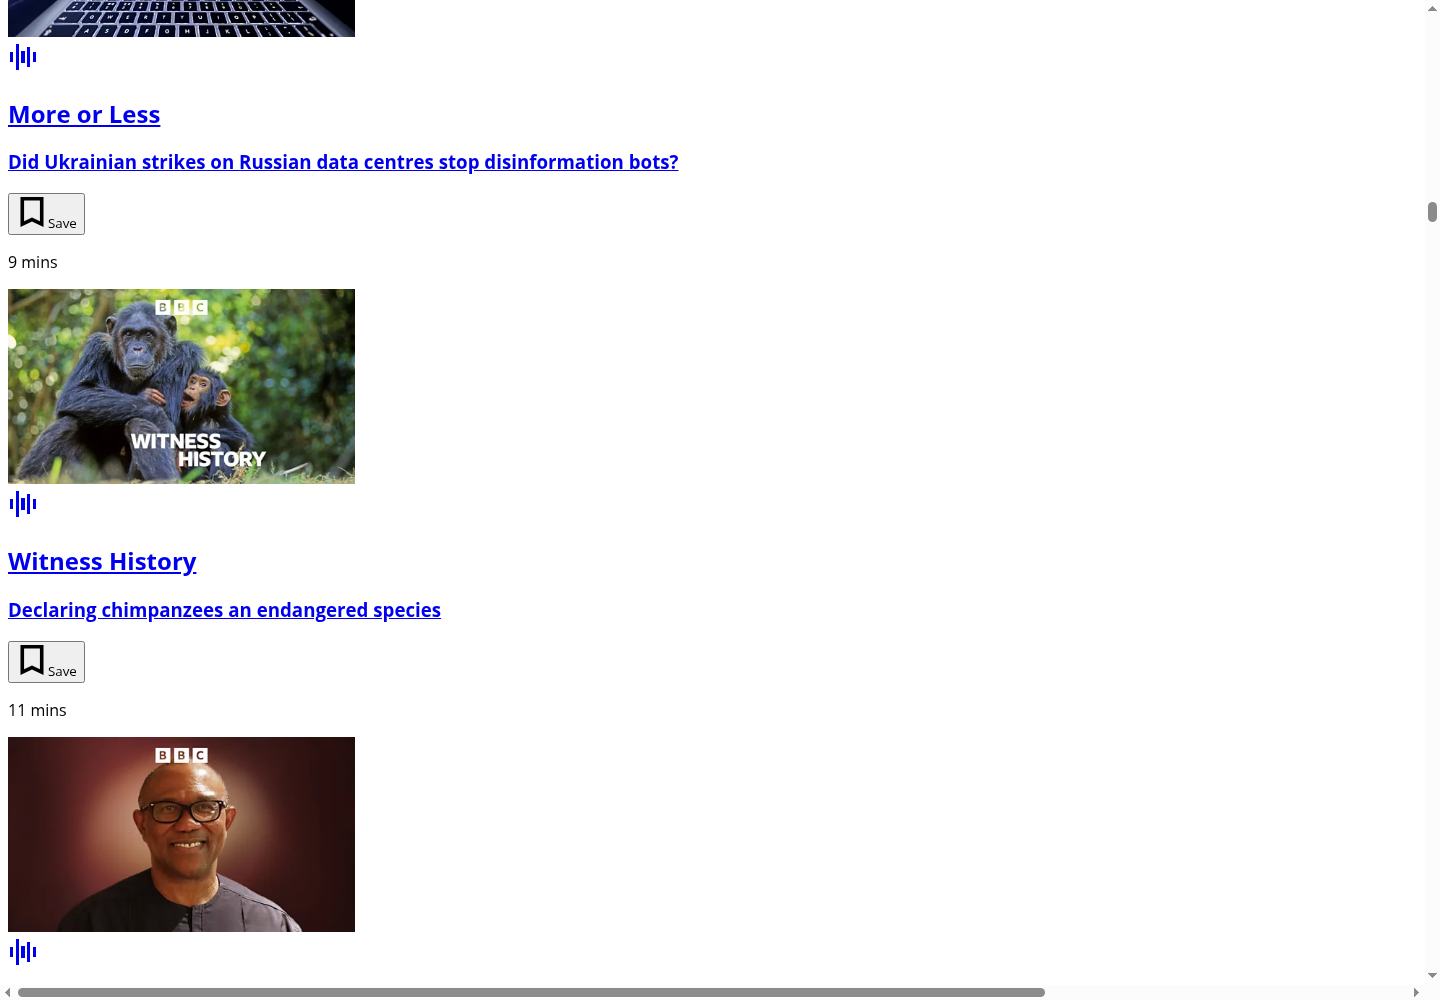 More or Less
Did Ukrainian strikes on Russian data centres stop disinformation bots?
Save
9 mins
BBC
WITNESS
HISTORY
Witness History
Declaring chimpanzees an endangered species
Save
11 mins
BBC